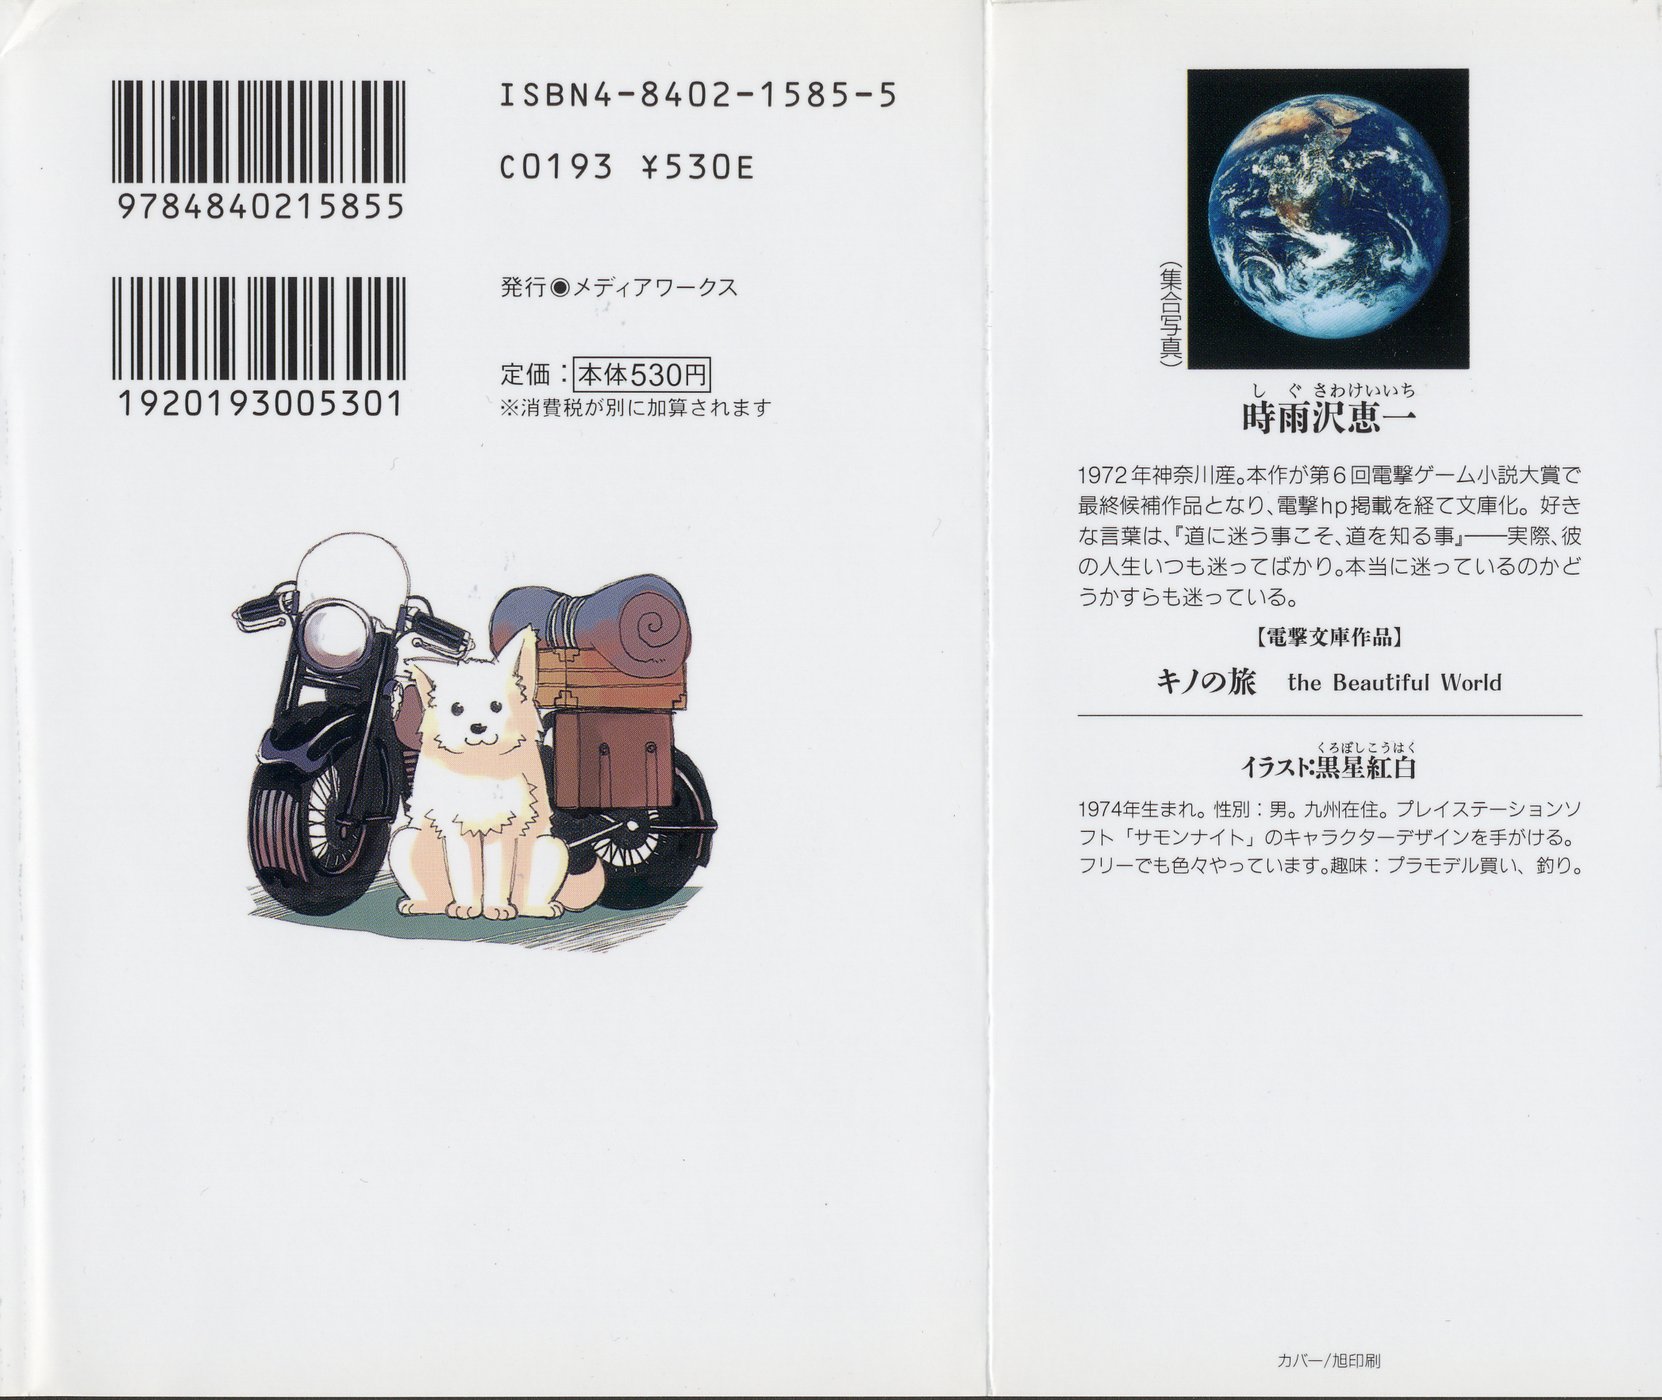 9784840215855
1920193005301
ISBN4-8402-1585-5
C0193 ¥530E
発行◉メディアワークス
定価：本体530円
※消費税が別に加算されます
（集合写真）
しぐさわけいいち
時雨沢恵一
1972年神奈川産。本作が第6回電撃ゲーム小説大賞で
最終候補作品となり、電撃hp掲載を経て文庫化。好き
な言葉は、『道に迷う事こそ、道を知る事』――実際、彼
の人生いつも迷ってばかり。本当に迷っているのかど
うかすらも迷っている。
【電撃文庫作品】
キノの旅 the Beautiful World
くろぼしこうはく
イラスト:黒星紅白
1974年生まれ。性別：男。九州在住。プレイステーションソ
フト「サモンナイト」のキャラクターデザインを手がける。
フリーでも色々やっています。趣味：プラモデル買い、釣り。
カバー/旭印刷